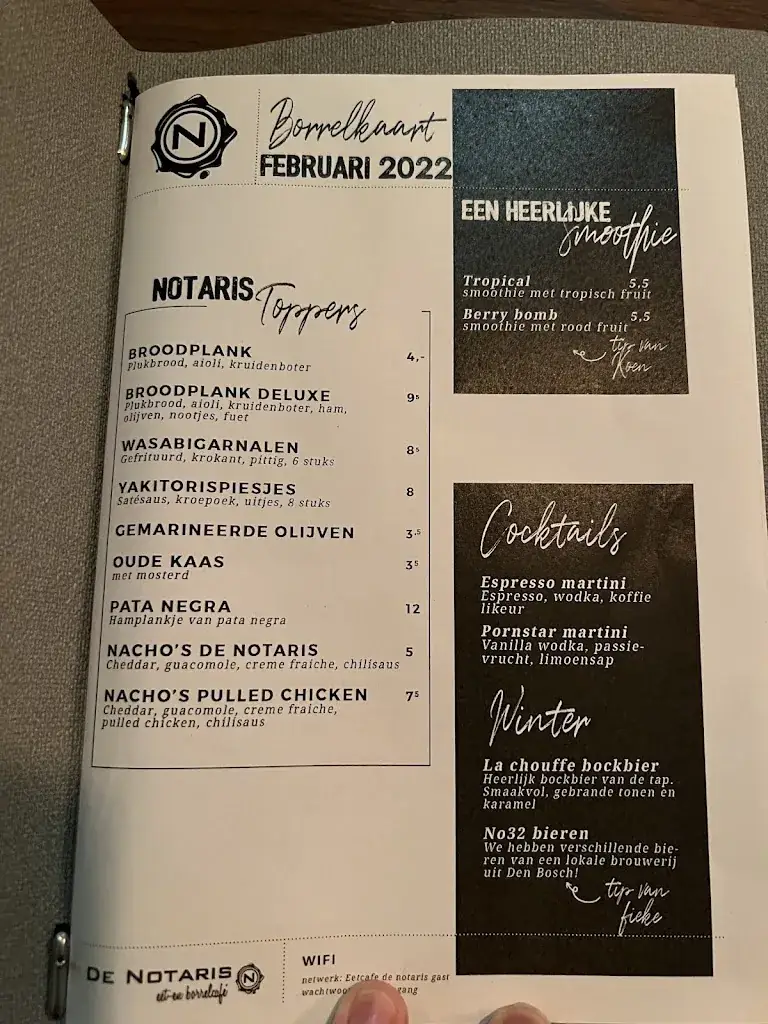 N
Borrelkaart
FEBRUARI 2022
NOTARIS Toppers
BROODPLANK 4,-
Plukbrood, aioli, kruidenboter
BROODPLANK DELUXE 9⁵
Plukbrood, aioli, kruidenboter, ham,
olijven, nootjes, fuet
WASABIGARNALEN 8⁵
Gefrituurd, krokant, pittig, 6 stuks
YAKITORISPIESJES 8
Satésaus, kroepoek, uitjes, 8 stuks
GEMARINEERDE OLIJVEN 3,⁵
OUDE KAAS 3⁵
met mosterd
PATA NEGRA 12
Hamplankje van pata negra
NACHO'S DE NOTARIS 5
Cheddar, guacomole, creme fraiche, chilisaus
NACHO'S PULLED CHICKEN 7⁵
Cheddar, guacomole, creme fraiche,
pulled chicken, chilisaus
EEN HEERLIJKE
smoothie
Tropical 5,5
smoothie met tropisch fruit
Berry bomb 5,5
smoothie met rood fruit
tip van
Koen
Cocktails
Espresso martini
Espresso, wodka, koffie
likeur
Pornstar martini
Vanilla wodka, passie-
vrucht, limoensap
Winter
La chouffe bockbier
Heerlijk bockbier van de tap.
Smaakvol, gebrande tonen en
karamel
No32 bieren
We hebben verschillende bie-
ren van een lokale brouwerij
uit Den Bosch!
tip van
fieke
DE NOTARIS N
eet-en borrelcafé
WIFI
netwerk: Eetcafe de notaris gast